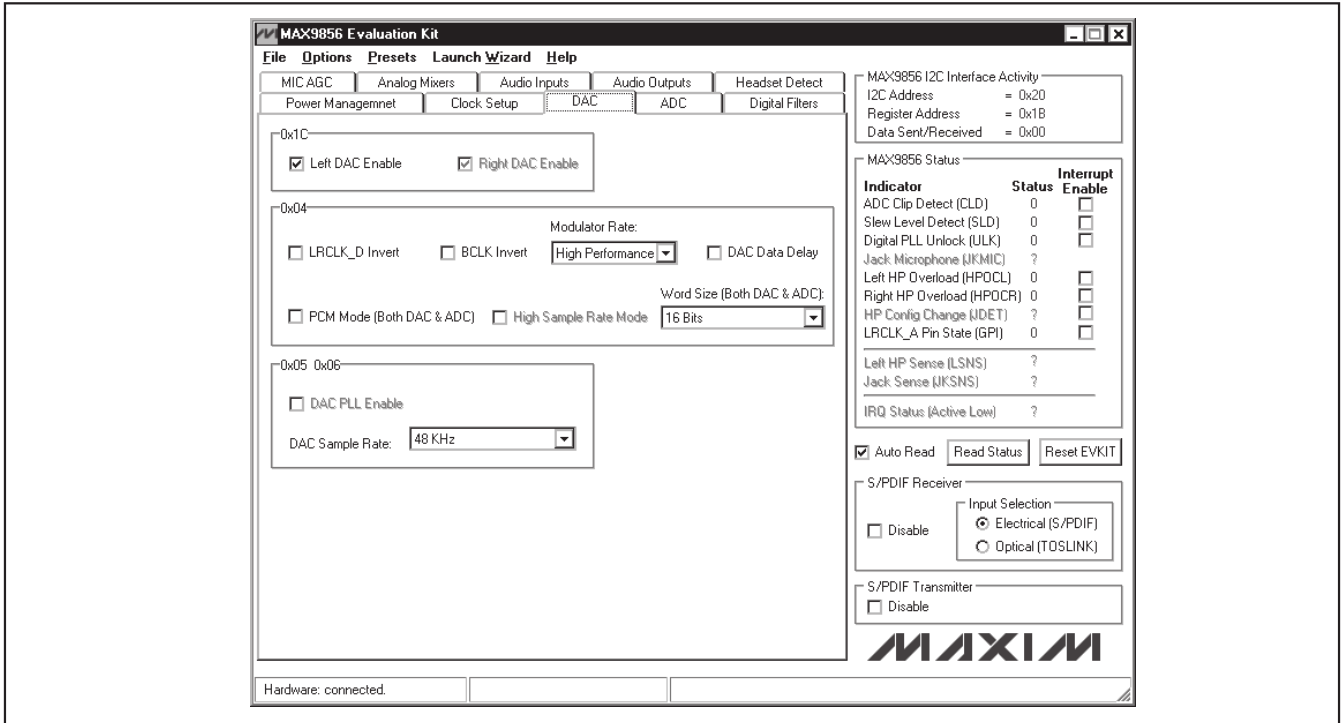 MAX9856 Evaluation Kit
File Options Presets Launch Wizard Help
MIC AGC Analog Mixers Audio Inputs Audio Outputs Headset Detect
Power Managemnet Clock Setup DAC ADC Digital Filters
0x1C
Left DAC Enable Right DAC Enable
0x04
Modulator Rate:
LRCLK_D Invert BCLK Invert High Performance DAC Data Delay
Word Size (Both DAC & ADC):
PCM Mode (Both DAC & ADC) High Sample Rate Mode 16 Bits
0x05 0x06
DAC PLL Enable
DAC Sample Rate: 48 KHz
MAX9856 I2C Interface Activity
I2C Address = 0x20
Register Address = 0x1B
Data Sent/Received = 0x00
MAX9856 Status
Interrupt
Indicator Status Enable
ADC Clip Detect (CLD) 0
Slew Level Detect (SLD) 0
Digital PLL Unlock (ULK) 0
Jack Microphone (JKMIC) ?
Left HP Overload (HPOCL) 0
Right HP Overload (HPOCR) 0
HP Config Change (JDET) ?
LRCLK_A Pin State (GPI) 0
Left HP Sense (LSNS) ?
Jack Sense (JKSNS) ?
IRQ Status (Active Low) ?
Auto Read Read Status Reset EVKIT
S/PDIF Receiver
Input Selection
Disable
Electrical (S/PDIF)
Optical (TOSLINK)
S/PDIF Transmitter
Disable
MAXIM
Hardware: connected.